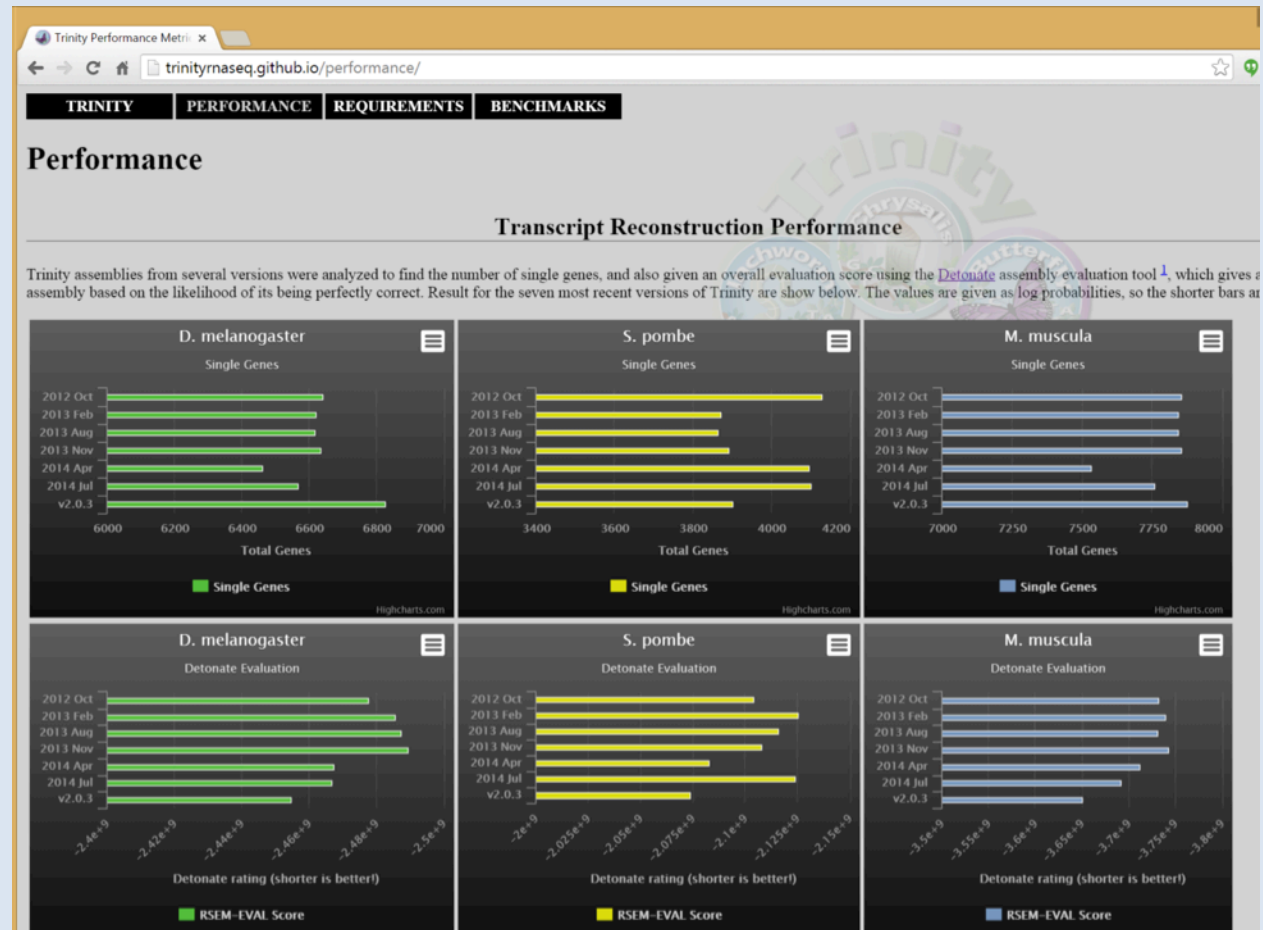 Trinity Performance Metric
trinityrnaseq.github.io/performance/
TRINITY PERFORMANCE REQUIREMENTS BENCHMARKS
Performance
Trinity
Chrysalis
Butterfly
Transcript Reconstruction Performance
Trinity assemblies from several versions were analyzed to find the number of single genes, and also given an overall evaluation score using the Detonate assembly evaluation tool 1, which gives a
assembly based on the likelihood of its being perfectly correct. Result for the seven most recent versions of Trinity are show below. The values are given as log probabilities, so the shorter bars ar
D. melanogaster
Single Genes
2012 Oct
2013 Feb
2013 Aug
2013 Nov
2014 Apr
2014 Jul
v2.0.3
6000 6200 6400 6600 6800 7000
Total Genes
Single Genes
Highcharts.com
S. pombe
Single Genes
2012 Oct
2013 Feb
2013 Aug
2013 Nov
2014 Apr
2014 Jul
v2.0.3
3400 3600 3800 4000 4200
Total Genes
Single Genes
Highcharts.com
M. muscula
Single Genes
2012 Oct
2013 Feb
2013 Aug
2013 Nov
2014 Apr
2014 Jul
v2.0.3
7000 7250 7500 7750 8000
Total Genes
Single Genes
Highcharts.com
D. melanogaster
Detonate Evaluation
2012 Oct
2013 Feb
2013 Aug
2013 Nov
2014 Apr
2014 Jul
v2.0.3
-2.4e+9 -2.42e+9 -2.44e+9 -2.46e+9 -2.48e+9 -2.5e+9
Detonate rating (shorter is better!)
RSEM-EVAL Score
S. pombe
Detonate Evaluation
2012 Oct
2013 Feb
2013 Aug
2013 Nov
2014 Apr
2014 Jul
v2.0.3
-2e+9 -2.025e+9 -2.05e+9 -2.075e+9 -2.1e+9 -2.125e+9 -2.15e+9
Detonate rating (shorter is better!)
RSEM-EVAL Score
M. muscula
Detonate Evaluation
2012 Oct
2013 Feb
2013 Aug
2013 Nov
2014 Apr
2014 Jul
v2.0.3
-3.5e+9 -3.55e+9 -3.6e+9 -3.65e+9 -3.7e+9 -3.75e+9 -3.8e+9
Detonate rating (shorter is better!)
RSEM-EVAL Score